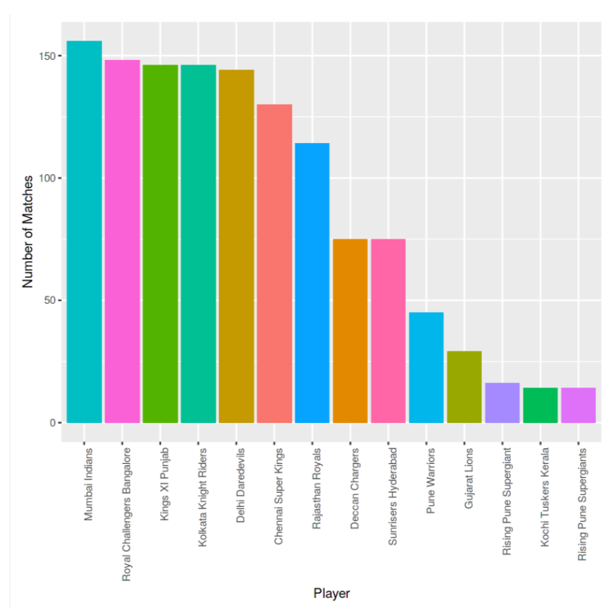 Number of Matches
150
100
50
0
Mumbai Indians
Royal Challengers Bangalore
Kings XI Punjab
Kolkata Knight Riders
Delhi Daredevils
Chennai Super Kings
Rajasthan Royals
Deccan Chargers
Sunrisers Hyderabad
Pune Warriors
Gujarat Lions
Rising Pune Supergiant
Kochi Tuskers Kerala
Rising Pune Supergiants
Player